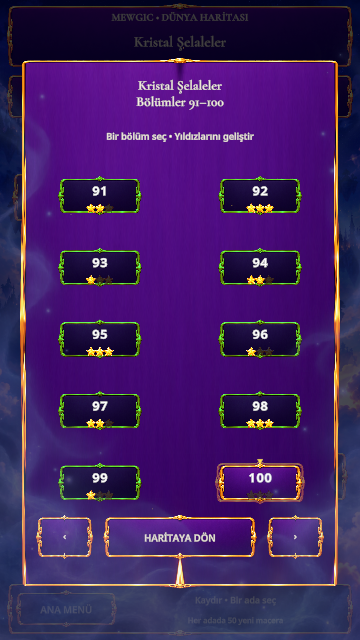 MEWGIC • DÜNYA HARİTASI
Kristal Şelaleler
Kristal Şelaleler
Bölümler 91–100
Bir bölüm seç • Yıldızlarını geliştir
91
92
93
94
95
96
97
98
99
100
‹
HARİTAYA DÖN
›
ANA MENÜ
Kaydır • Bir ada seç
Her adada 50 yeni macera